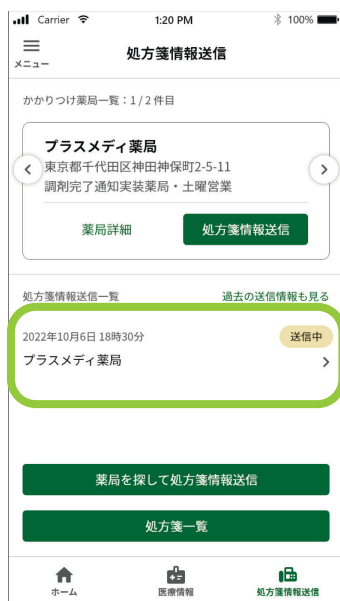 Carrier 1:20 PM 100%
メニュー
処方箋情報送信
かかりつけ薬局一覧：1 / 2 件目
プラスメディ薬局
東京都千代田区神田神保町2-5-11
調剤完了通知実装薬局・土曜営業
薬局詳細 処方箋情報送信
処方箋情報送信一覧 過去の送信情報も見る
2022年10月6日 18時30分 送信中
プラスメディ薬局
薬局を探して処方箋情報送信
処方箋一覧
ホーム 医療情報 処方箋情報送信